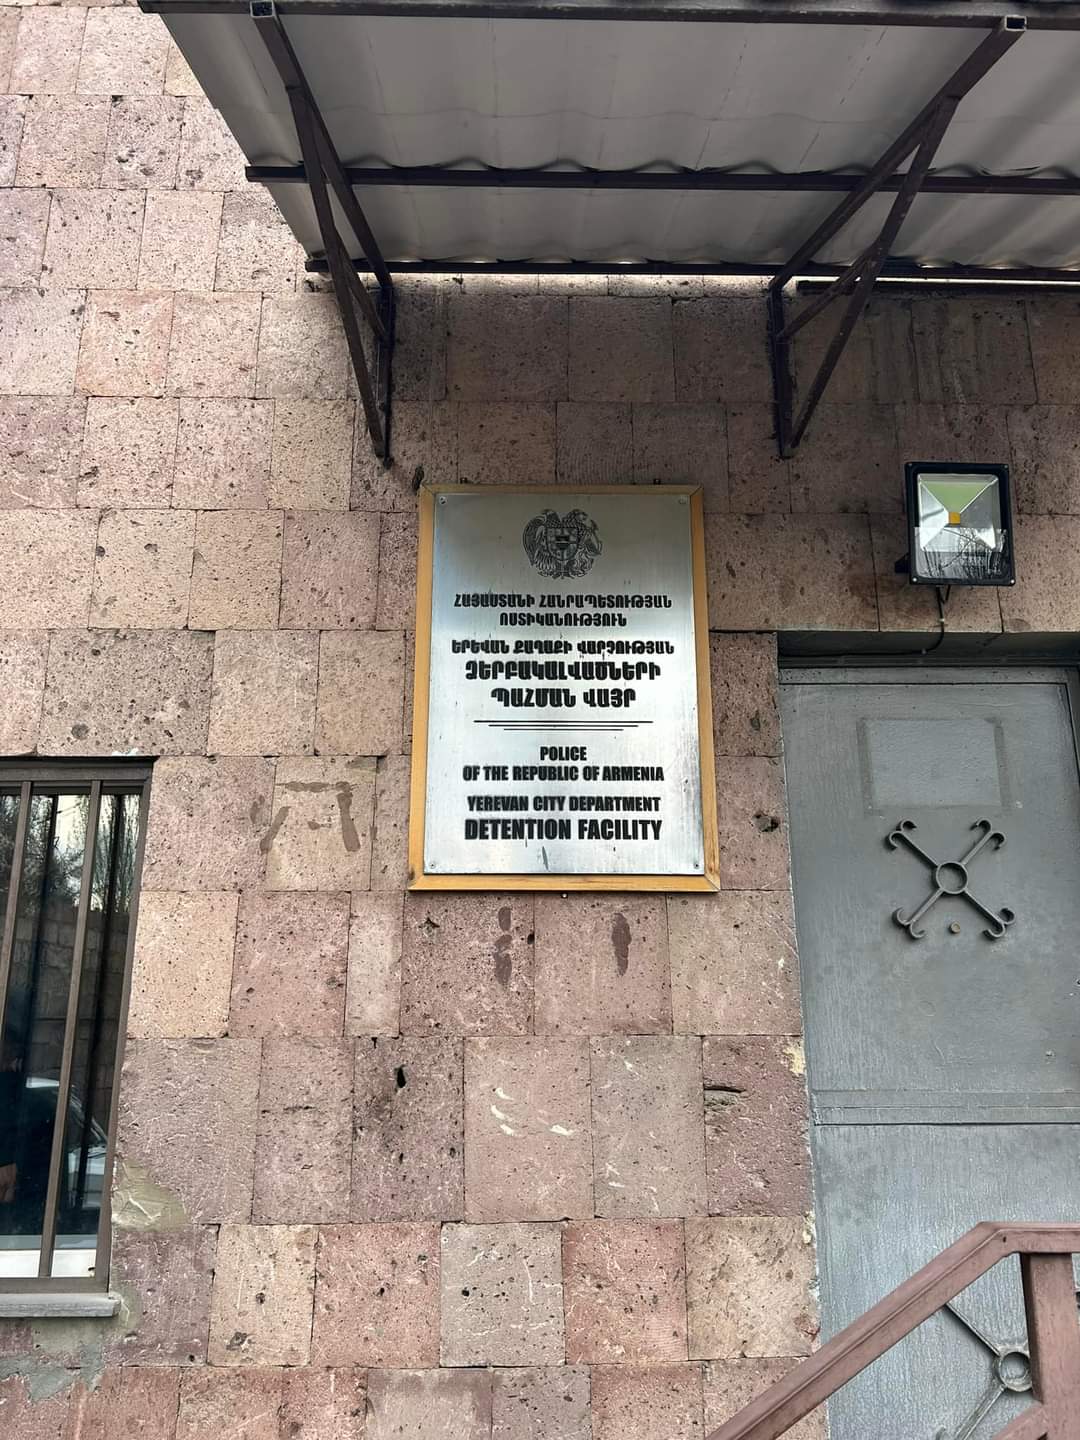 ՀԱՅԱՍՏԱՆԻ ՀԱՆՐԱՊԵՏՈՒԹՅԱՆ
ՈՍՏԻԿԱՆՈՒԹՅՈՒՆ
ԵՐԵՎԱՆ ՔԱՂԱՔԻ ՎԱՐՉՈՒԹՅԱՆ
ՁԵՐԲԱԿԱԼՎԱԾՆԵՐԻ
ՊԱՀՄԱՆ ՎԱՅՐ
POLICE
OF THE REPUBLIC OF ARMENIA
YEREVAN CITY DEPARTMENT
DETENTION FACILITY